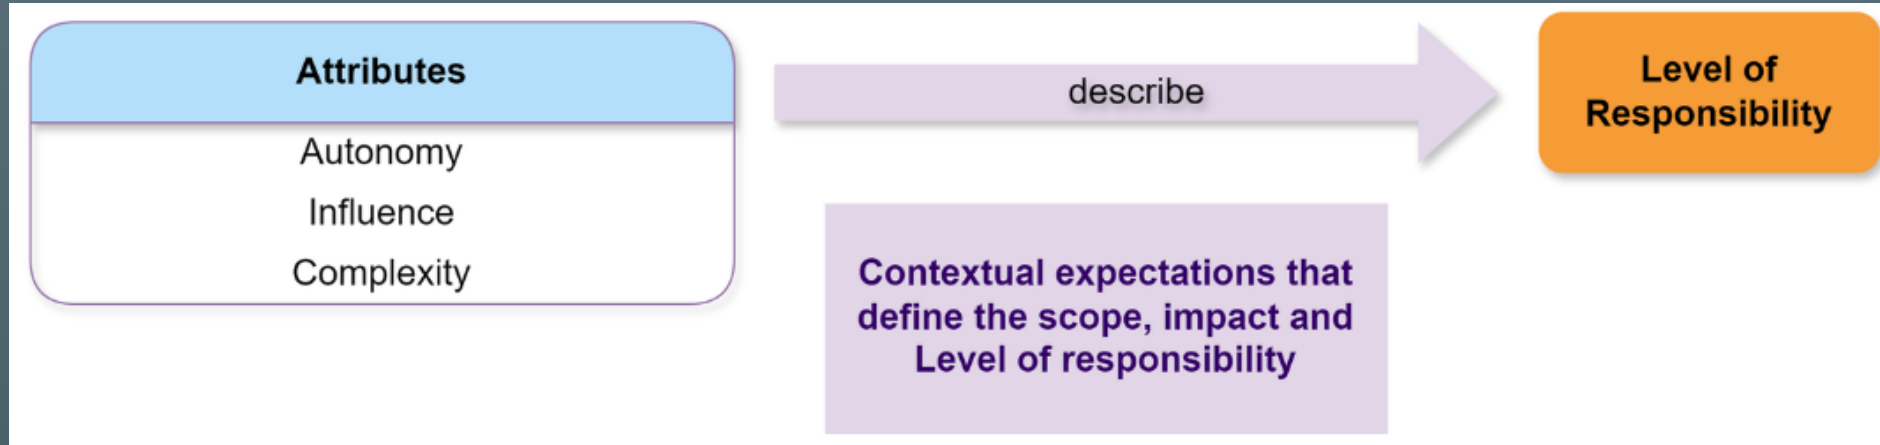 Attributes
Autonomy
Influence
Complexity
describe
Contextual expectations that
define the scope, impact and
Level of responsibility
Level of
Responsibility